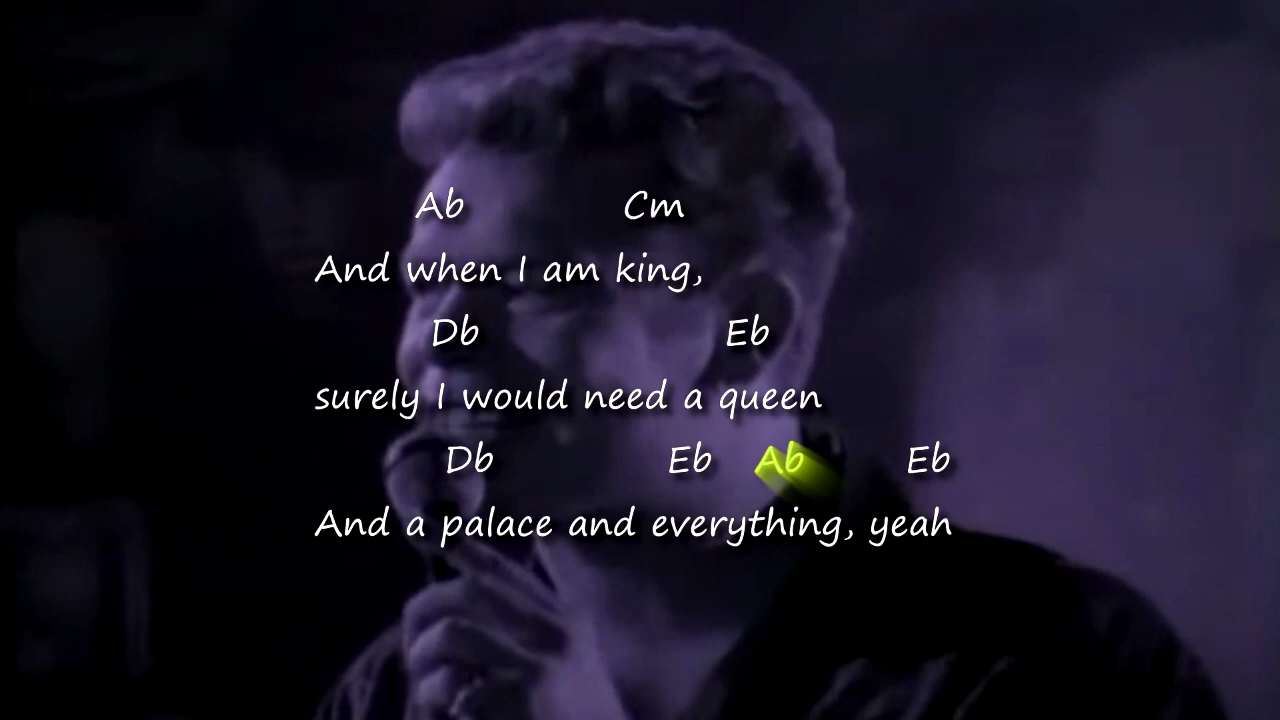 Ab Cm
And when I am king,
Db Eb
surely I would need a queen
Db Eb Ab Eb
And a palace and everything, yeah